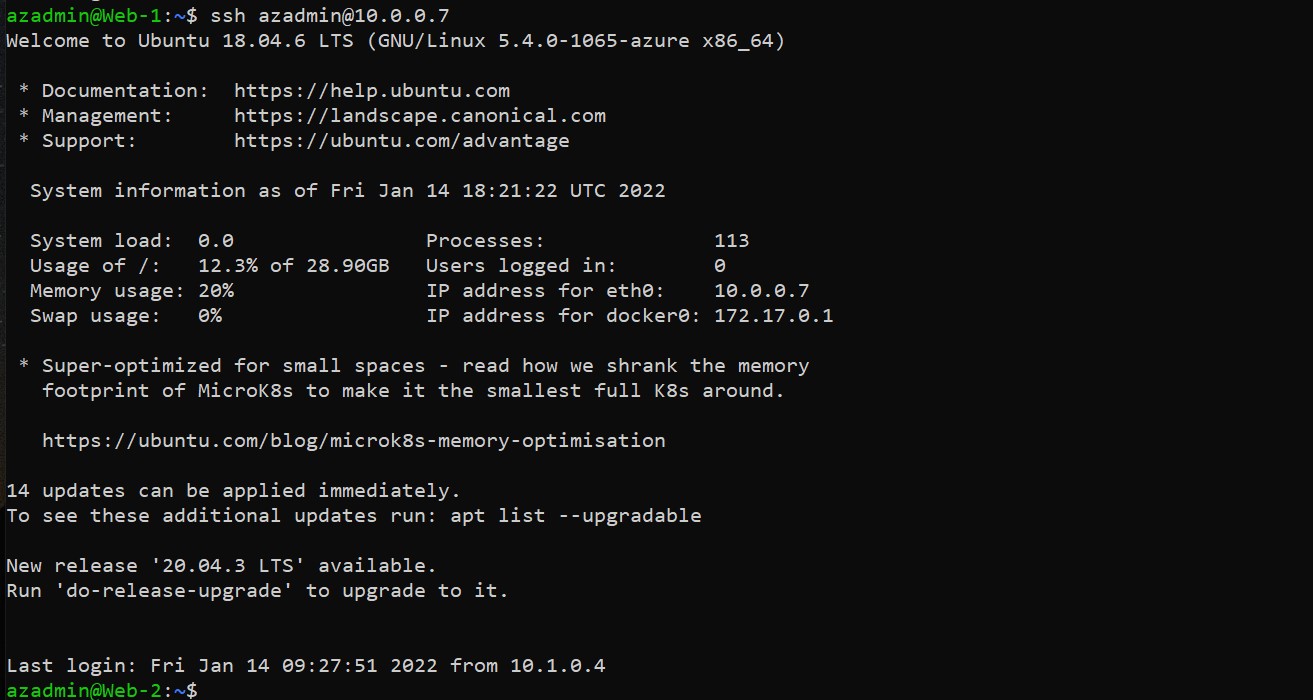 azadmin@Web-1:~$ ssh azadmin@10.0.0.7
Welcome to Ubuntu 18.04.6 LTS (GNU/Linux 5.4.0-1065-azure x86_64)
* Documentation:  https://help.ubuntu.com
* Management:     https://landscape.canonical.com
* Support:        https://ubuntu.com/advantage
System information as of Fri Jan 14 18:21:22 UTC 2022
System load:  0.0                Processes:              113
Usage of /:   12.3% of 28.90GB   Users logged in:        0
Memory usage: 20%                IP address for eth0:    10.0.0.7
Swap usage:   0%                 IP address for docker0: 172.17.0.1
* Super-optimized for small spaces - read how we shrank the memory
footprint of MicroK8s to make it the smallest full K8s around.
https://ubuntu.com/blog/microk8s-memory-optimisation
14 updates can be applied immediately.
To see these additional updates run: apt list --upgradable
New release '20.04.3 LTS' available.
Run 'do-release-upgrade' to upgrade to it.
Last login: Fri Jan 14 09:27:51 2022 from 10.1.0.4
azadmin@Web-2:~$